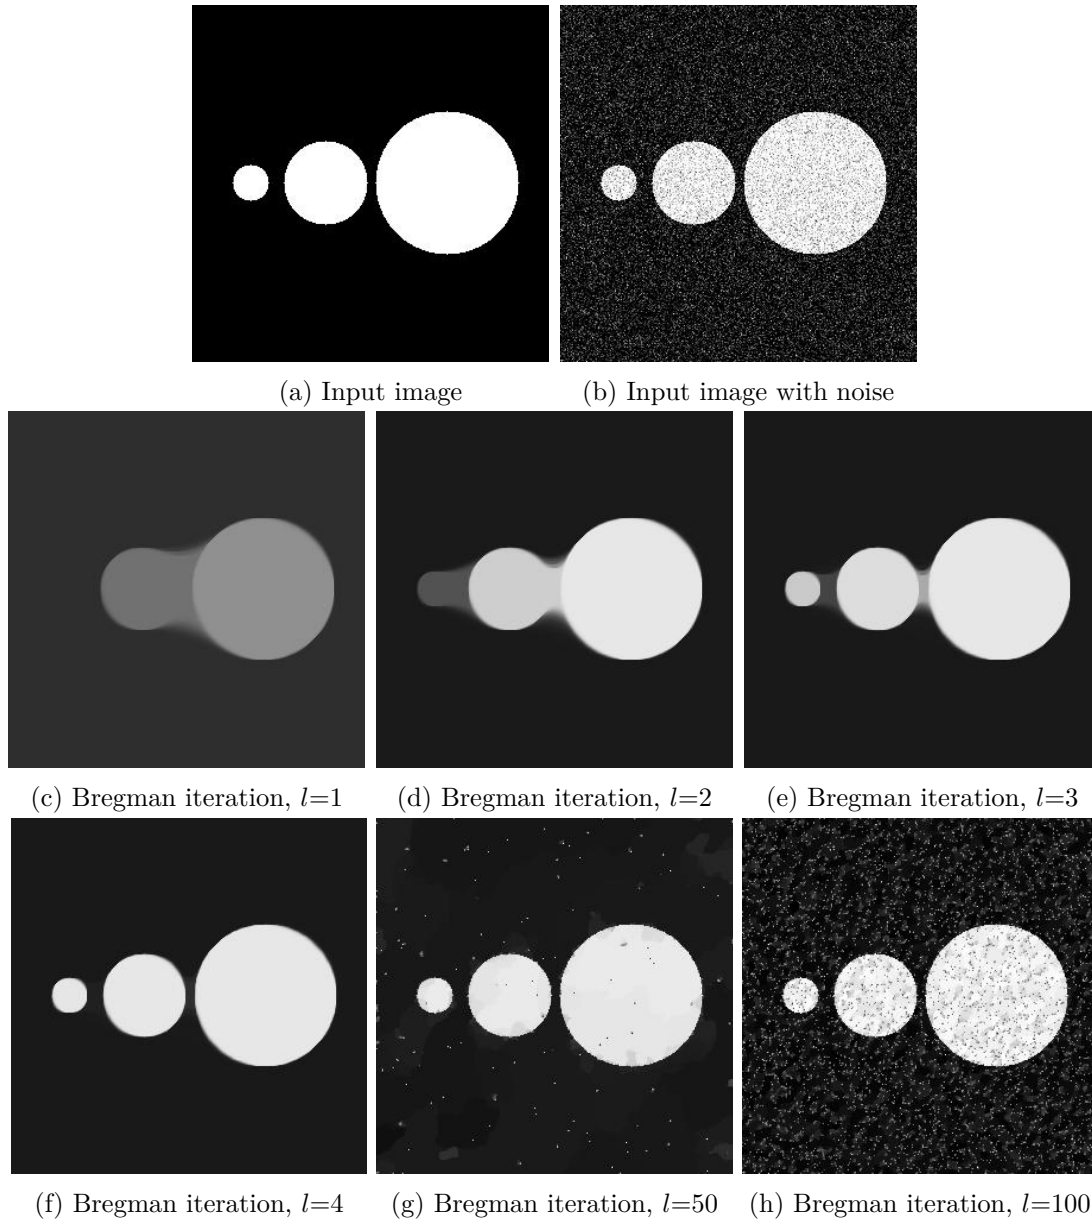 (a) Input image
(b) Input image with noise
(c) Bregman iteration, l=1
(d) Bregman iteration, l=2
(e) Bregman iteration, l=3
(f) Bregman iteration, l=4
(g) Bregman iteration, l=50
(h) Bregman iteration, l=100